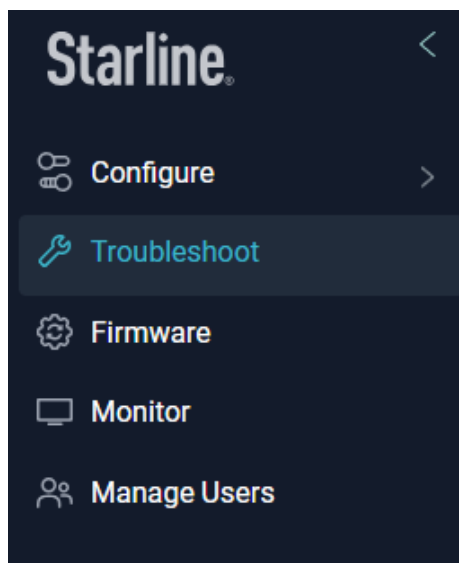 Starline®
Configure
Troubleshoot
Firmware
Monitor
Manage Users